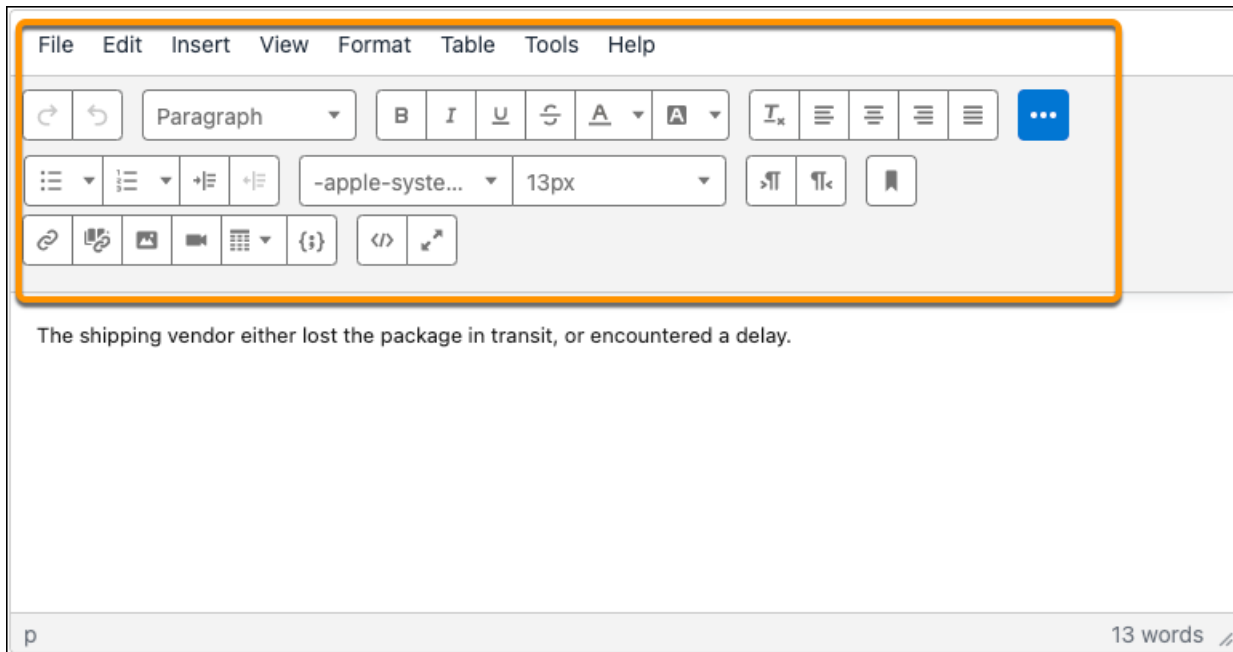 File Edit Insert View Format Table Tools Help
Paragraph B I U S A A Tx
-apple-syste... 13px
{;} </>
The shipping vendor either lost the package in transit, or encountered a delay.
p 13 words